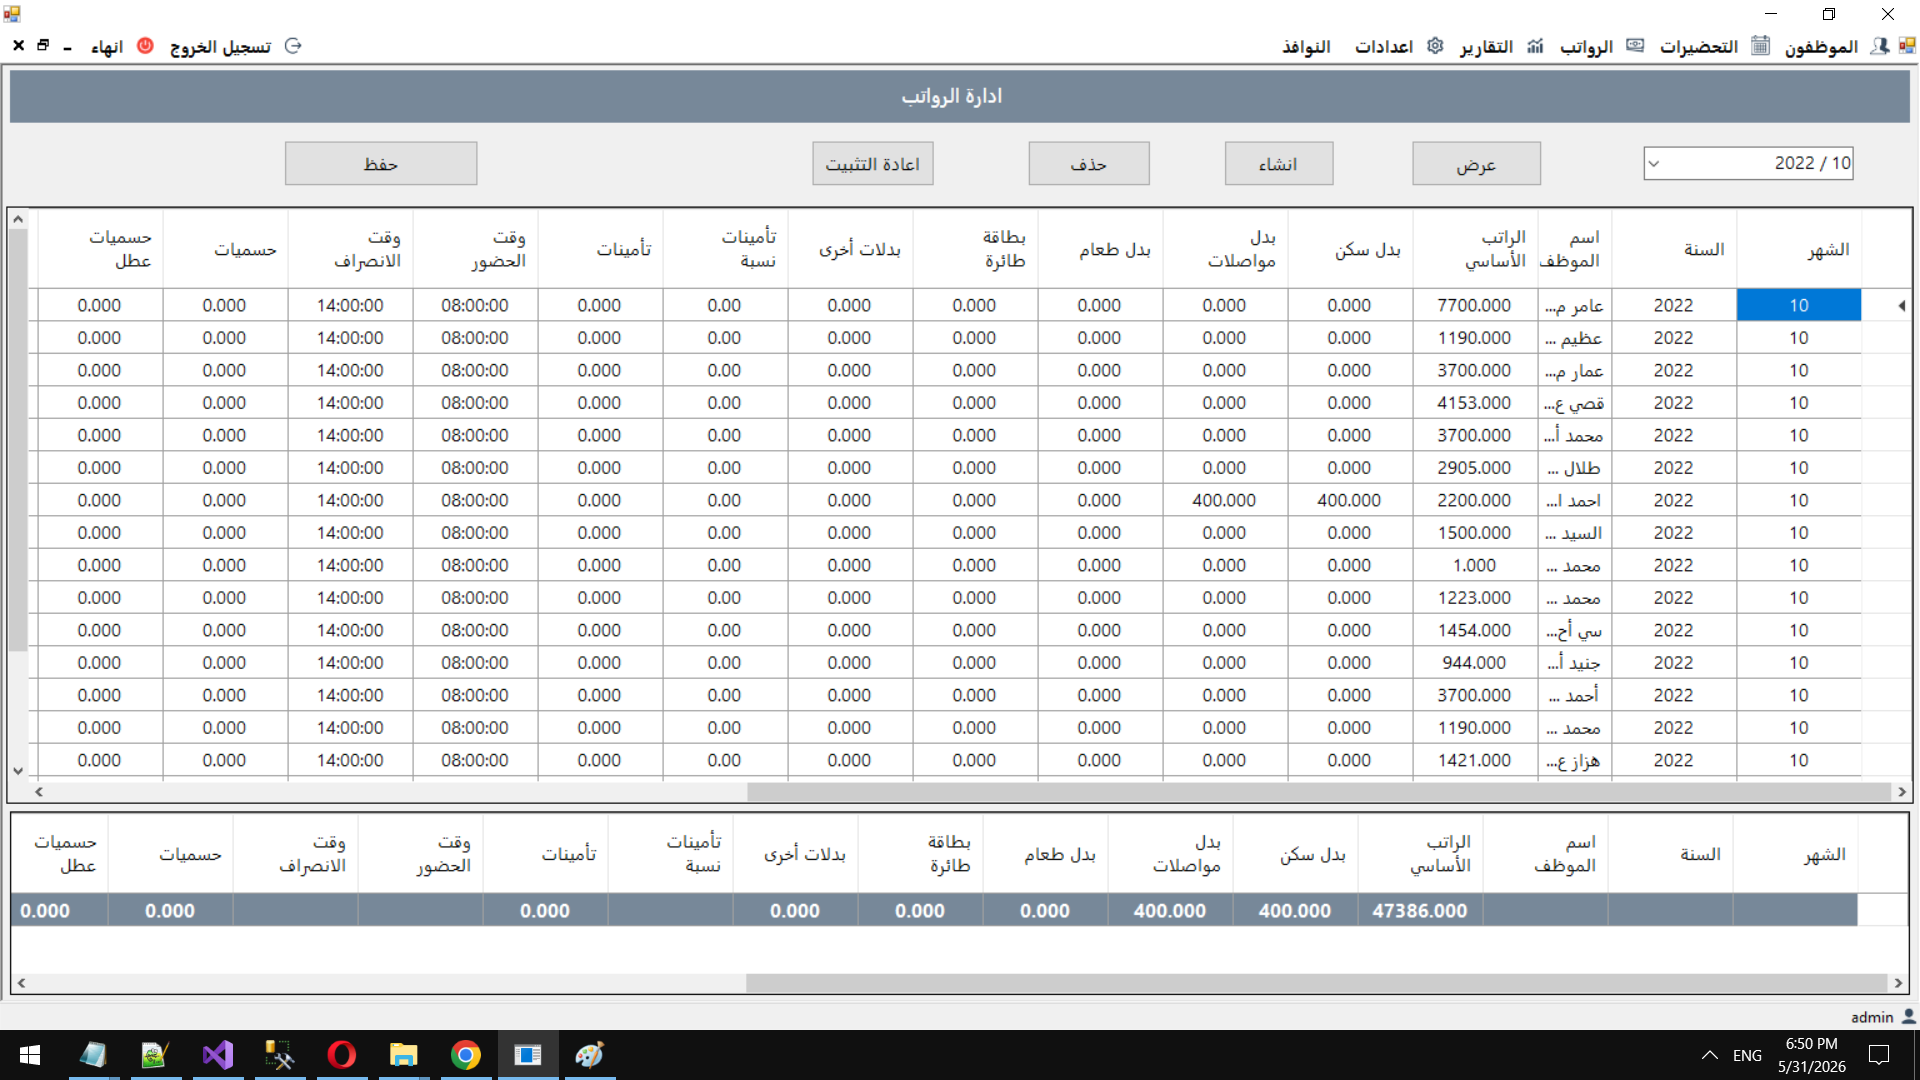 الموظفون التحضيرات الرواتب التقارير اعدادات النوافذ تسجيل الخروج انهاء
ادارة الرواتب
10 / 2022 عرض انشاء حذف اعادة التثبيت حفظ
الشهر السنة اسم الموظف الراتب الأساسي بدل سكن بدل مواصلات بدل طعام بطاقة طائرة بدلات أخرى تأمينات نسبة تأمينات وقت الحضور وقت الانصراف حسميات حسميات عطل
10 2022 عامر م... 7700.000 0.000 0.000 0.000 0.000 0.000 0.00 0.000 08:00:00 14:00:00 0.000 0.000
10 2022 عظيم ... 1190.000 0.000 0.000 0.000 0.000 0.000 0.00 0.000 08:00:00 14:00:00 0.000 0.000
10 2022 عمار م... 3700.000 0.000 0.000 0.000 0.000 0.000 0.00 0.000 08:00:00 14:00:00 0.000 0.000
10 2022 قصي ع... 4153.000 0.000 0.000 0.000 0.000 0.000 0.00 0.000 08:00:00 14:00:00 0.000 0.000
10 2022 محمد أ... 3700.000 0.000 0.000 0.000 0.000 0.000 0.00 0.000 08:00:00 14:00:00 0.000 0.000
10 2022 طلال ... 2905.000 0.000 0.000 0.000 0.000 0.000 0.00 0.000 08:00:00 14:00:00 0.000 0.000
10 2022 احمد ا... 2200.000 400.000 400.000 0.000 0.000 0.000 0.00 0.000 08:00:00 14:00:00 0.000 0.000
10 2022 السيد ... 1500.000 0.000 0.000 0.000 0.000 0.000 0.00 0.000 08:00:00 14:00:00 0.000 0.000
10 2022 محمد ... 1.000 0.000 0.000 0.000 0.000 0.000 0.00 0.000 08:00:00 14:00:00 0.000 0.000
10 2022 محمد ... 1223.000 0.000 0.000 0.000 0.000 0.000 0.00 0.000 08:00:00 14:00:00 0.000 0.000
10 2022 سي أح... 1454.000 0.000 0.000 0.000 0.000 0.000 0.00 0.000 08:00:00 14:00:00 0.000 0.000
10 2022 جنيد أ... 944.000 0.000 0.000 0.000 0.000 0.000 0.00 0.000 08:00:00 14:00:00 0.000 0.000
10 2022 أحمد ... 3700.000 0.000 0.000 0.000 0.000 0.000 0.00 0.000 08:00:00 14:00:00 0.000 0.000
10 2022 محمد ... 1190.000 0.000 0.000 0.000 0.000 0.000 0.00 0.000 08:00:00 14:00:00 0.000 0.000
10 2022 هزاز ع... 1421.000 0.000 0.000 0.000 0.000 0.000 0.00 0.000 08:00:00 14:00:00 0.000 0.000
الشهر السنة اسم الموظف الراتب الأساسي بدل سكن بدل مواصلات بدل طعام بطاقة طائرة بدلات أخرى تأمينات نسبة تأمينات وقت الحضور وقت الانصراف حسميات حسميات عطل
47386.000 400.000 400.000 0.000 0.000 0.000 0.000 0.000 0.000
admin
ENG 6:50 PM
5/31/2026